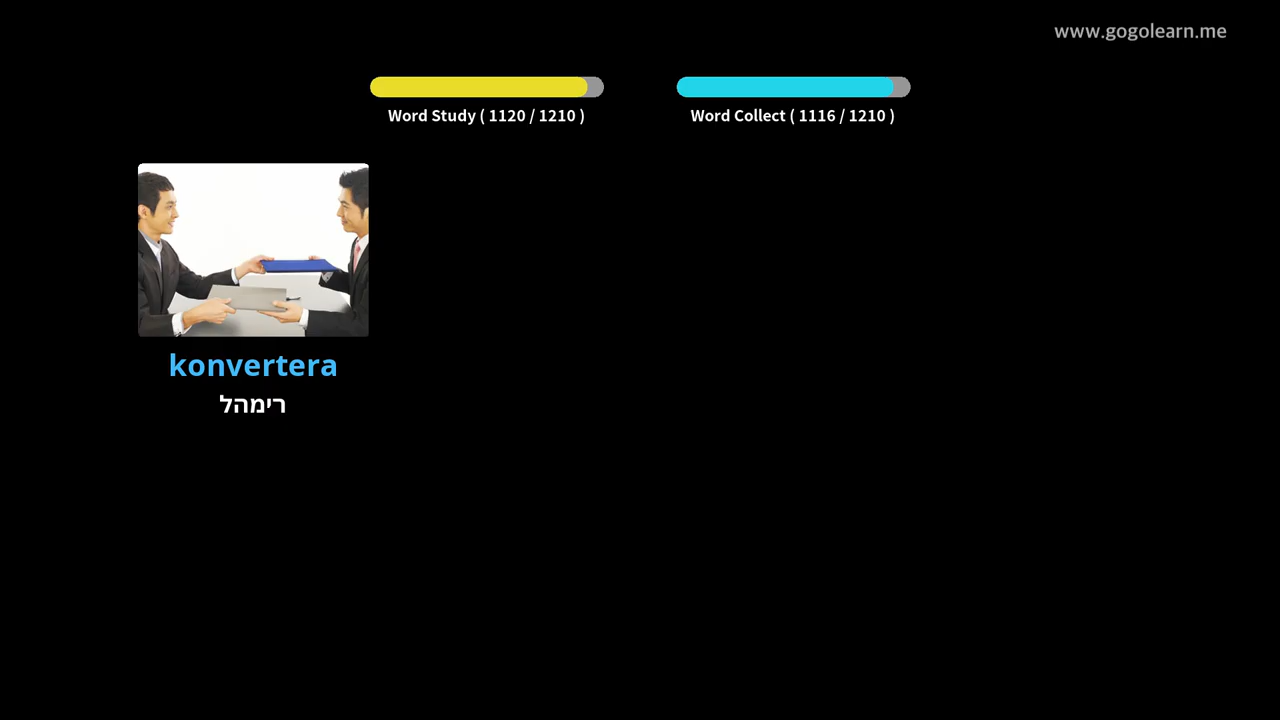 www.gogolearn.me
Word Study ( 1120 / 1210 )
Word Collect ( 1116 / 1210 )
konvertera
רימהל